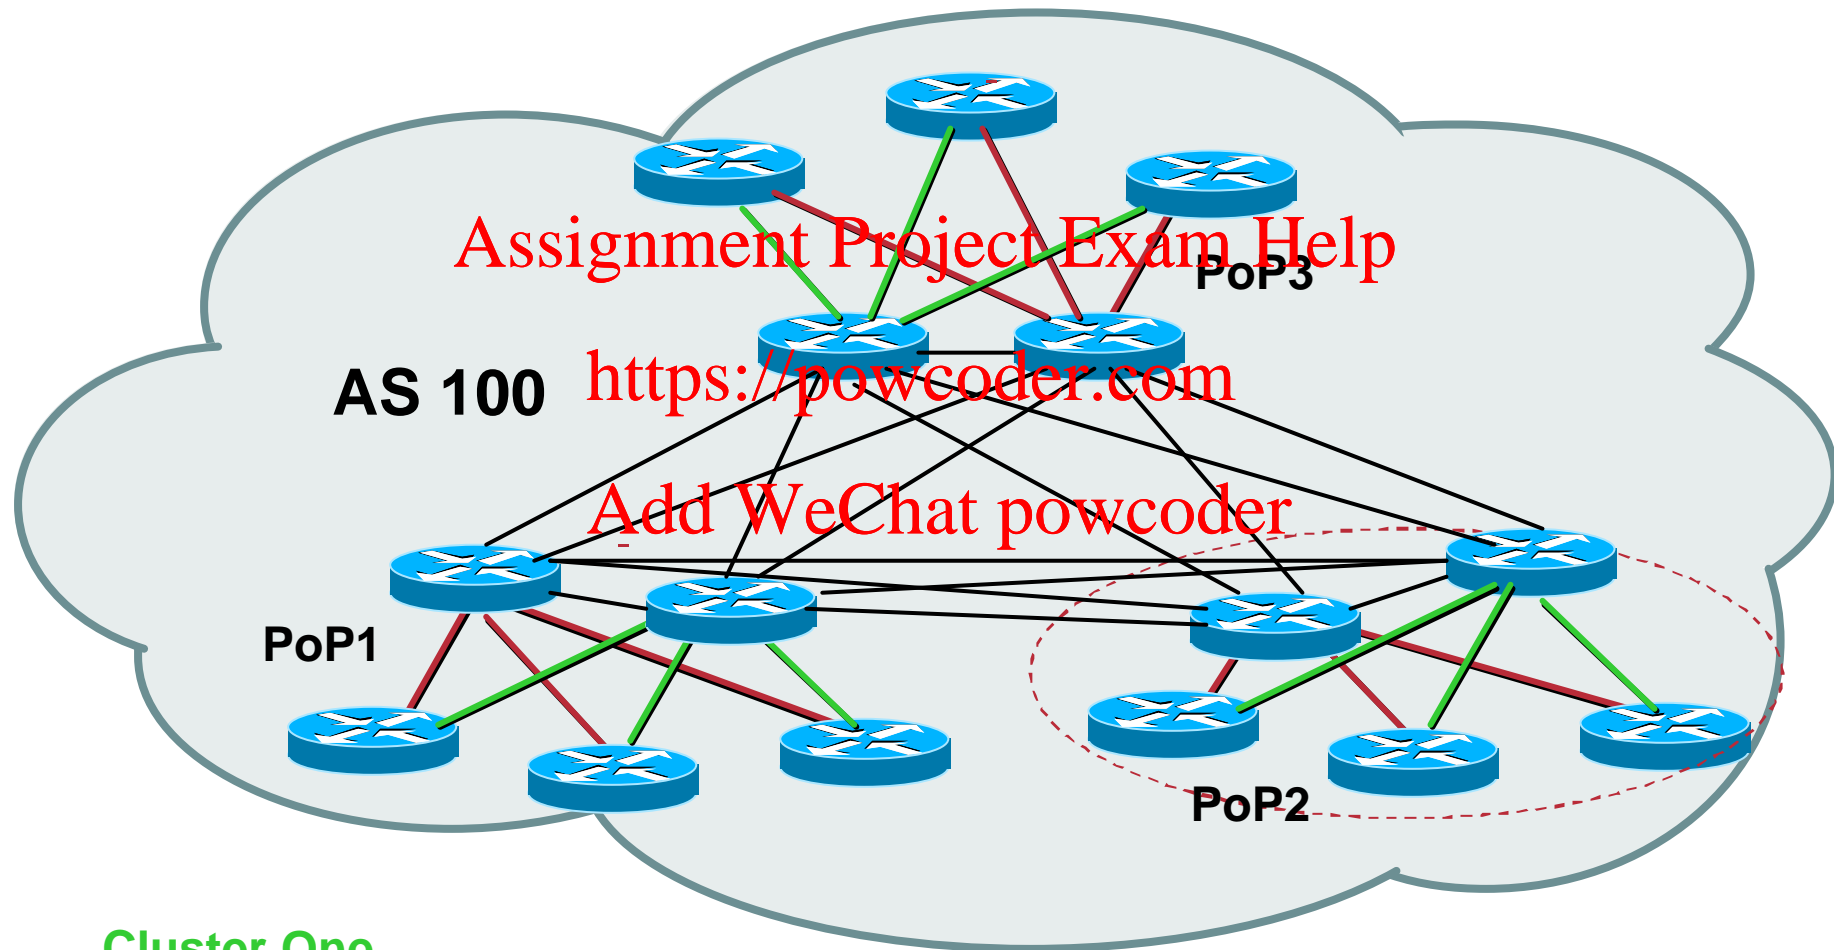 Assignment Project Exam Help
PoP3
AS 100
https://powcoder.com
Add WeChat powcoder
PoP1
PoP2
Cluster One